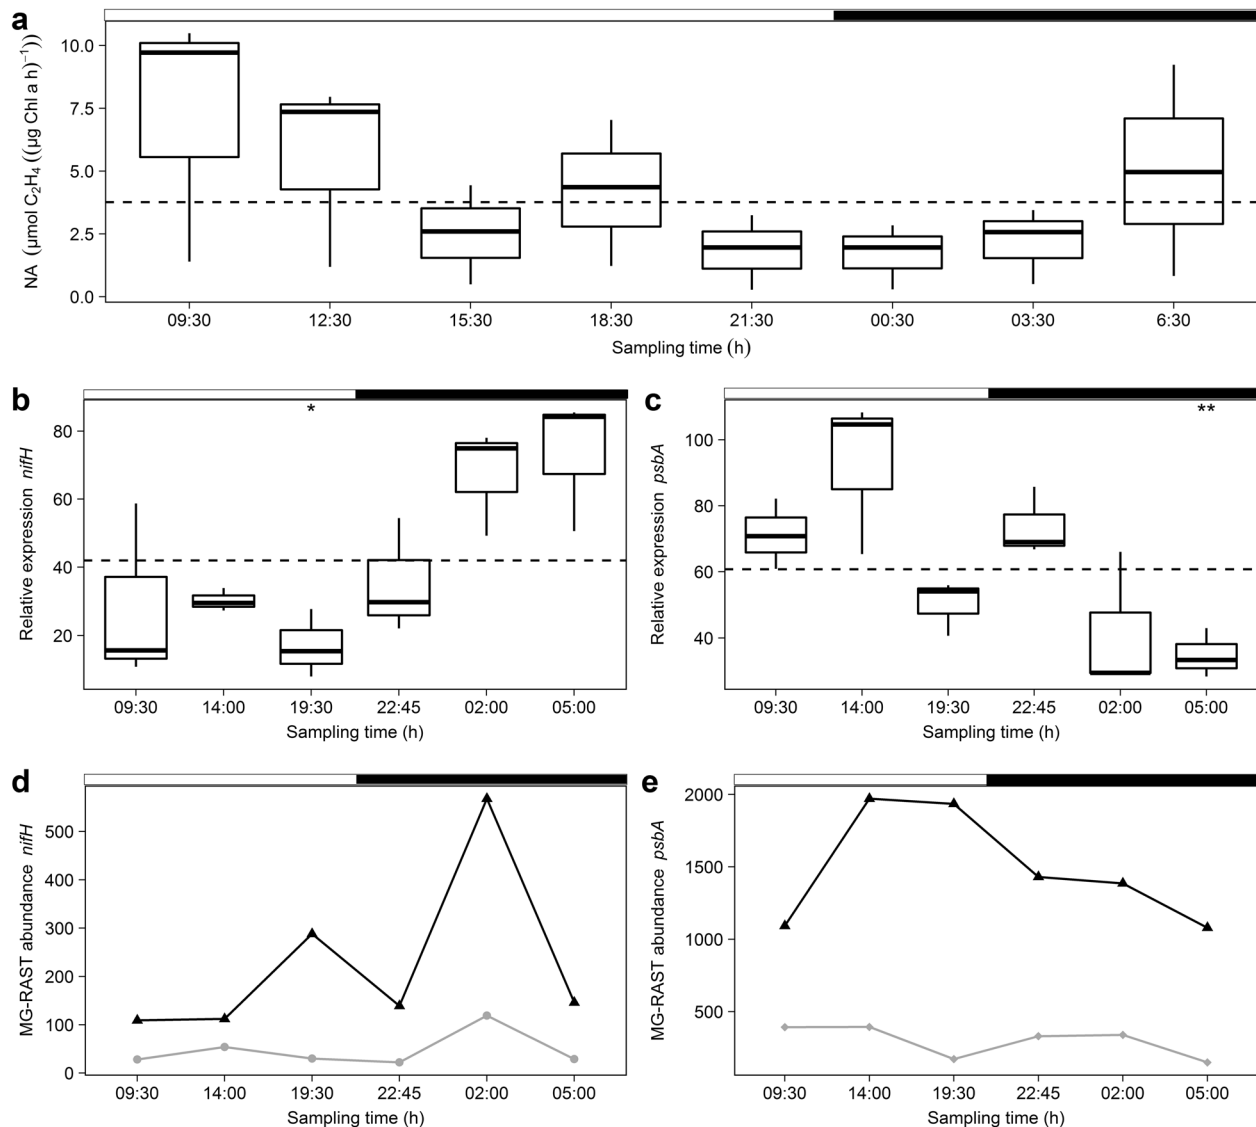 a
NA (μmol C₂H₄ ((μg Chl a h)⁻¹))
10.0
7.5
5.0
2.5
0.0
09:30 12:30 15:30 18:30 21:30 00:30 03:30 6:30
Sampling time (h)
b
*
Relative expression nifH
80
60
40
20
09:30 14:00 19:30 22:45 02:00 05:00
Sampling time (h)
c
**
Relative expression psbA
100
80
60
40
09:30 14:00 19:30 22:45 02:00 05:00
Sampling time (h)
d
MG-RAST abundance nifH
500
400
300
200
100
0
09:30 14:00 19:30 22:45 02:00 05:00
Sampling time (h)
e
MG-RAST abundance psbA
2000
1500
1000
500
09:30 14:00 19:30 22:45 02:00 05:00
Sampling time (h)